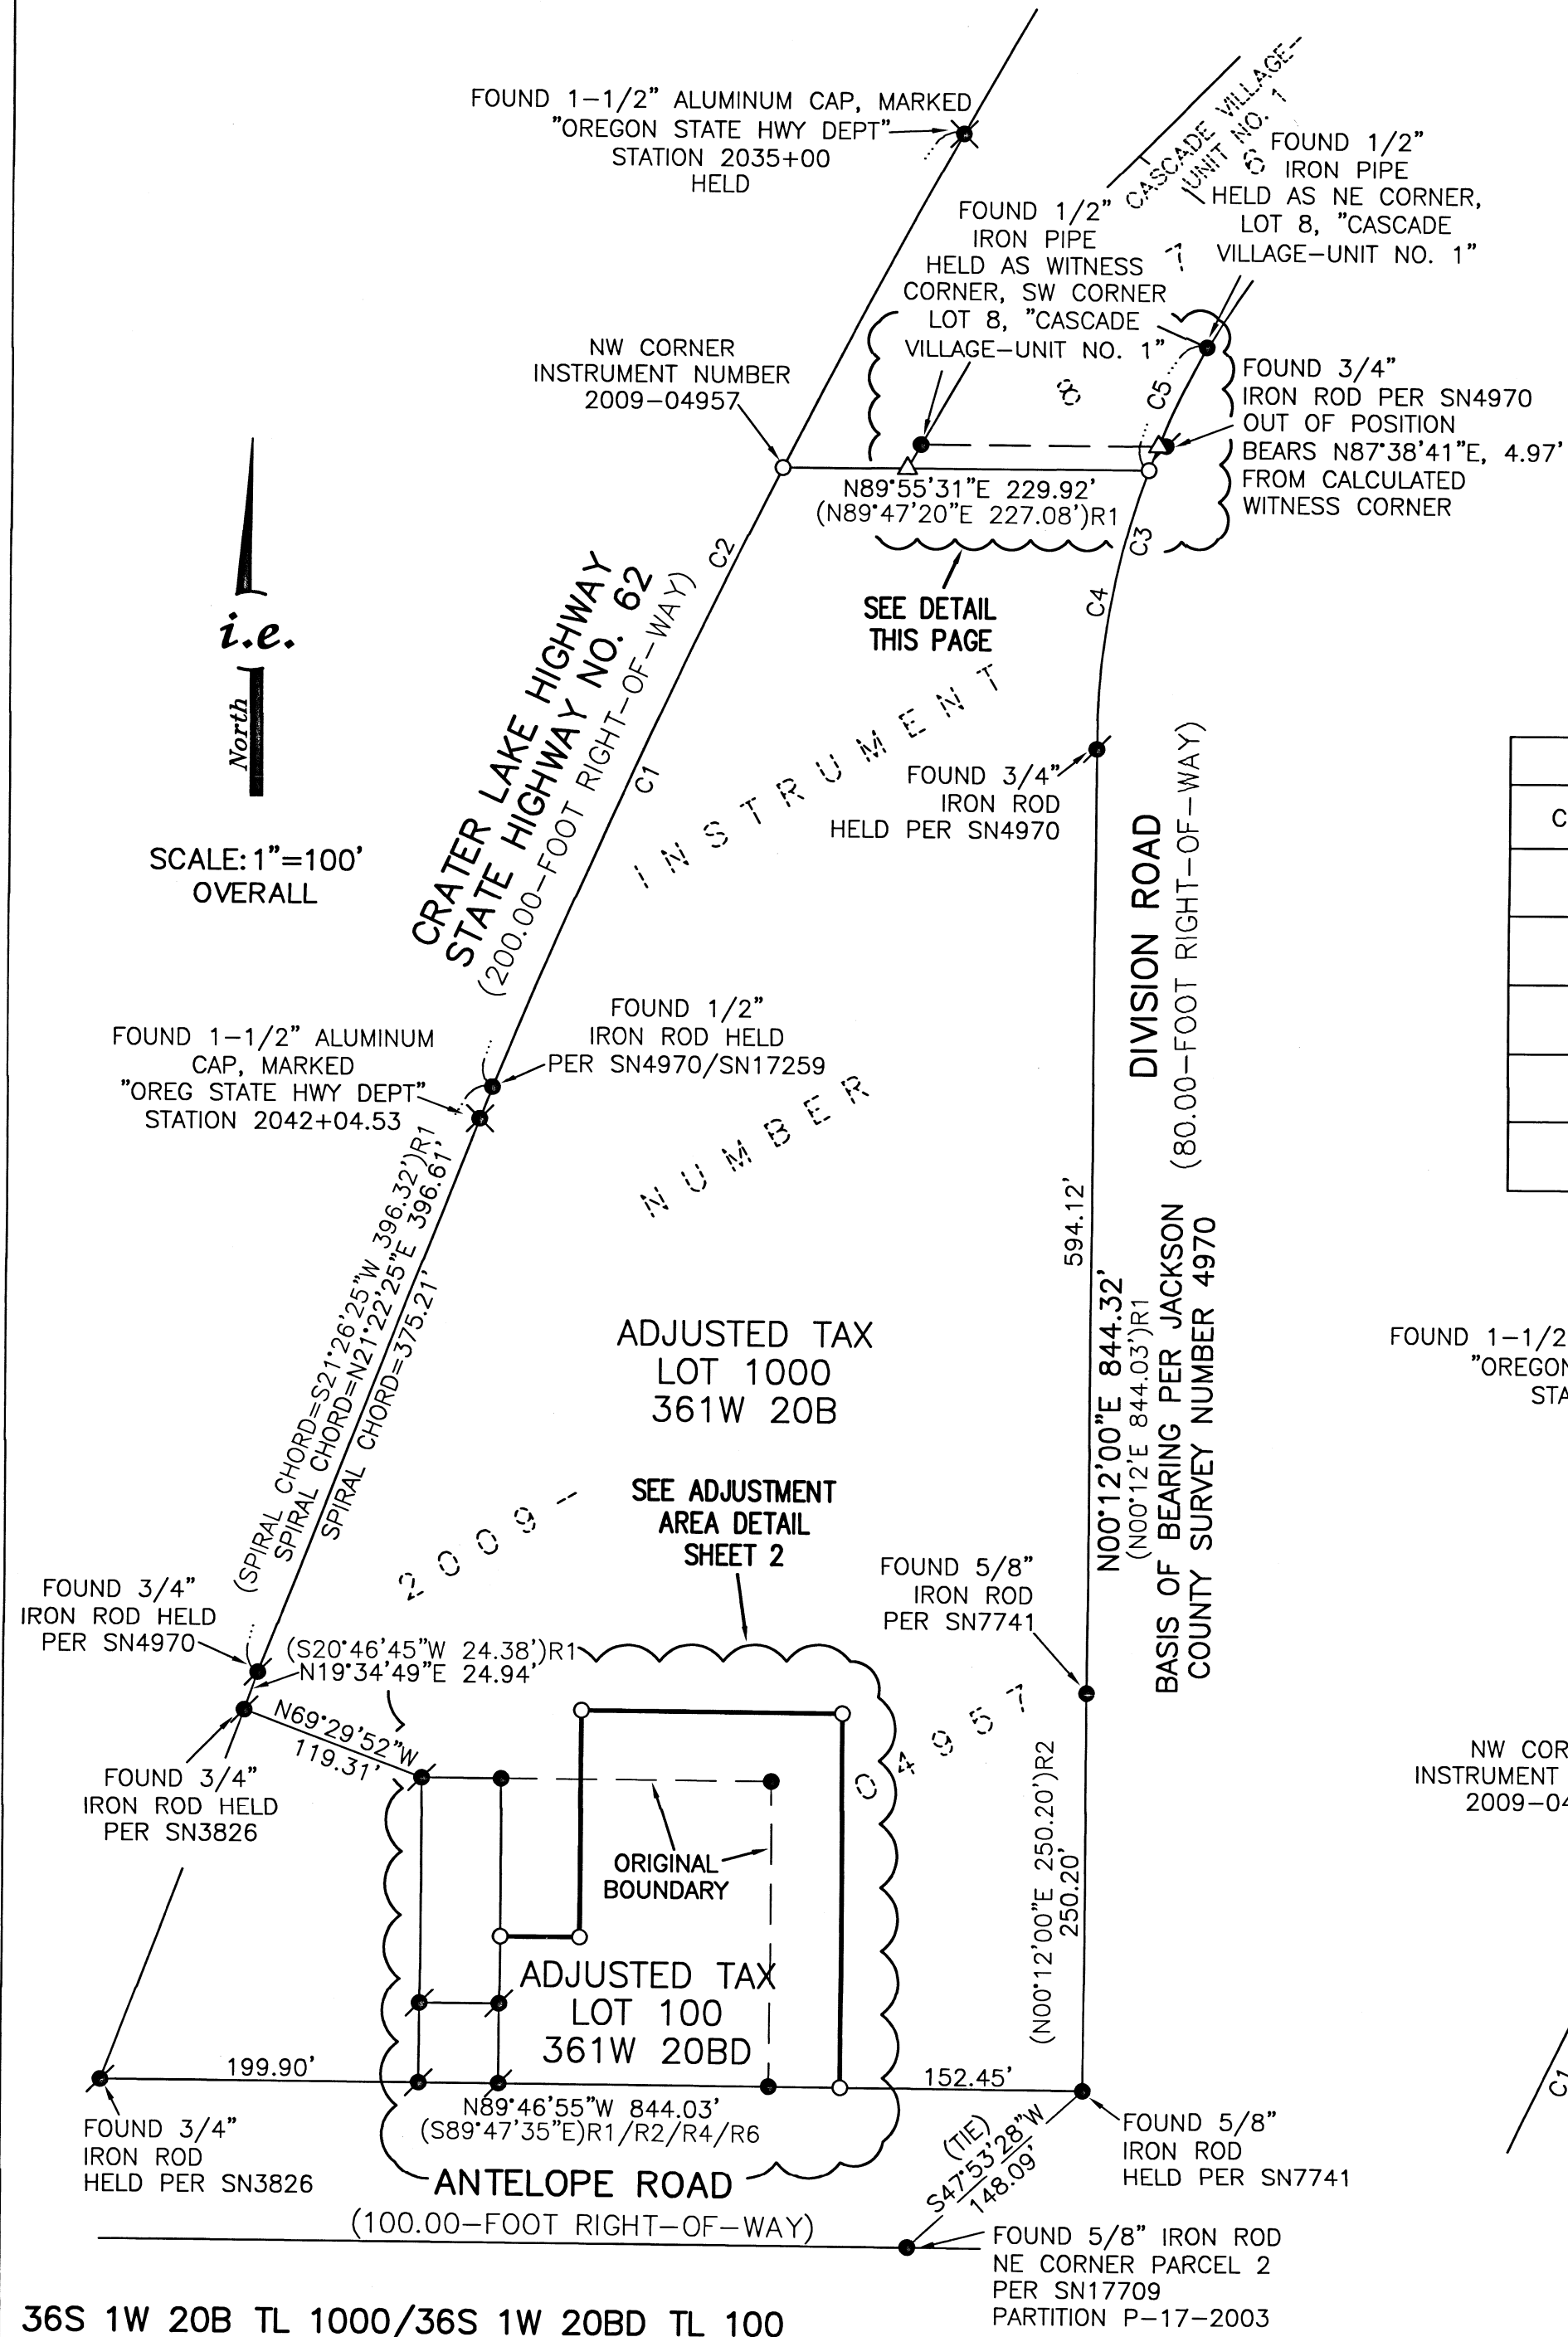 FOUND 1-1/2" ALUMINUM CAP, MARKED
"OREGON STATE HWY DEPT"
STATION 2035+00
HELD
CASCADE VILLAGE-
UNIT NO. 1
6
7
8
FOUND 1/2"
IRON PIPE
HELD AS NE CORNER,
LOT 8, "CASCADE
VILLAGE-UNIT NO. 1"
FOUND 1/2"
IRON PIPE
HELD AS WITNESS
CORNER, SW CORNER
LOT 8, "CASCADE
VILLAGE-UNIT NO. 1"
NW CORNER
INSTRUMENT NUMBER
2009-04957
FOUND 3/4"
IRON ROD PER SN4970
OUT OF POSITION
BEARS N87°38'41"E, 4.97'
FROM CALCULATED
WITNESS CORNER
C5
N89°55'31"E 229.92'
(N89°47'20"E 227.08')R1
C3
C2
C4
SEE DETAIL
THIS PAGE
i.e.
North
SCALE: 1"=100'
OVERALL
CRATER LAKE HIGHWAY
STATE HIGHWAY NO. 62
(200.00-FOOT RIGHT-OF-WAY)
C1
INSTRUMENT
NUMBER
2009-
04957
FOUND 3/4"
IRON ROD
HELD PER SN4970
DIVISION ROAD
(80.00-FOOT RIGHT-OF-WAY)
C
FOUND 1/2"
IRON ROD HELD
PER SN4970/SN17259
FOUND 1-1/2" ALUMINUM
CAP, MARKED
"OREG STATE HWY DEPT"
STATION 2042+04.53
(SPIRAL CHORD=S21°26'25"W 396.32')R1
SPIRAL CHORD=N21°22'25"E 396.61'
SPIRAL CHORD=375.21'
594.12'
N00°12'00"E 844.32'
(N00°12'E 844.03')R1
BASIS OF BEARING PER JACKSON
COUNTY SURVEY NUMBER 4970
ADJUSTED TAX
LOT 1000
361W 20B
FOUND 1-1/2
"OREGON
STA
SEE ADJUSTMENT
AREA DETAIL
SHEET 2
FOUND 5/8"
IRON ROD
PER SN7741
FOUND 3/4"
IRON ROD HELD
PER SN4970
(S20°46'45"W 24.38')R1
N19°34'49"E 24.94'
N69°29'52"W
119.31'
FOUND 3/4"
IRON ROD HELD
PER SN3826
NW COR
INSTRUMENT
2009-04
ORIGINAL
BOUNDARY
(N00°12'00"E 250.20')R2
250.20'
ADJUSTED TAX
LOT 100
361W 20BD
199.90'
152.45'
N89°46'55"W 844.03'
(S89°47'35"E)R1/R2/R4/R6
FOUND 3/4"
IRON ROD
HELD PER SN3826
(TIE)
S47°53'28"W
148.09'
FOUND 5/8"
IRON ROD
HELD PER SN7741
C1
ANTELOPE ROAD
(100.00-FOOT RIGHT-OF-WAY)
FOUND 5/8" IRON ROD
NE CORNER PARCEL 2
PER SN17709
PARTITION P-17-2003
36S 1W 20B TL 1000/36S 1W 20BD TL 100